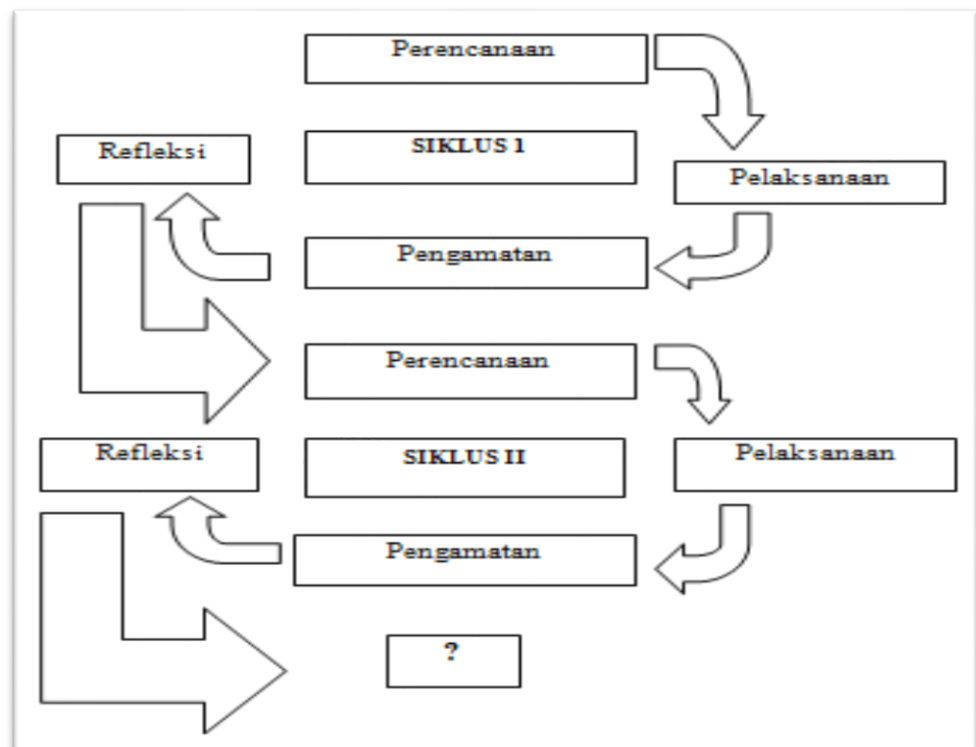 Perencanaan
Refleksi
SIKLUS 1
Pelaksanaan
Pengamatan
Perencanaan
Refleksi
SIKLUS II
Pelaksanaan
Pengamatan
?